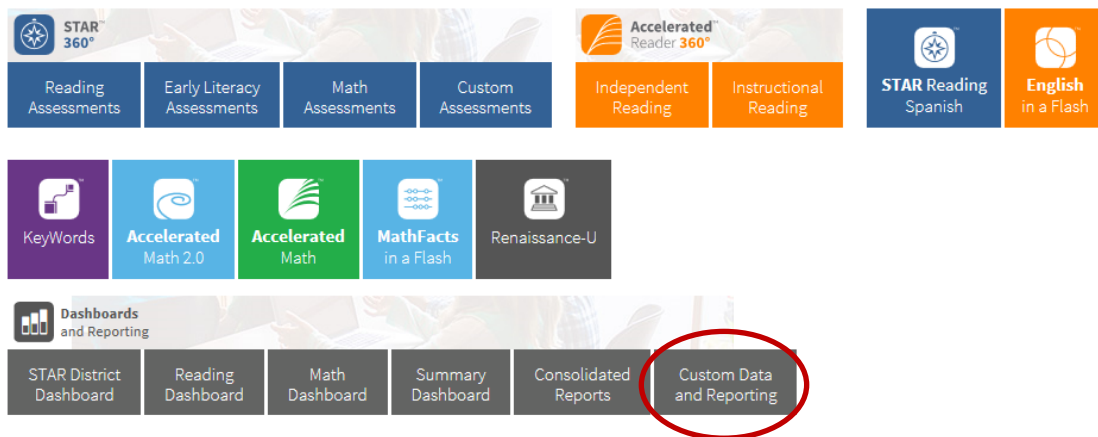 STAR™
360°
Reading
Assessments
Early Literacy
Assessments
Math
Assessments
Custom
Assessments
Accelerated™
Reader 360°
Independent
Reading
Instructional
Reading
STAR Reading
Spanish
English
in a Flash
KeyWords
Accelerated
Math 2.0
Accelerated
Math
MathFacts
in a Flash
Renaissance-U
Dashboards
and Reporting
STAR District
Dashboard
Reading
Dashboard
Math
Dashboard
Summary
Dashboard
Consolidated
Reports
Custom Data
and Reporting